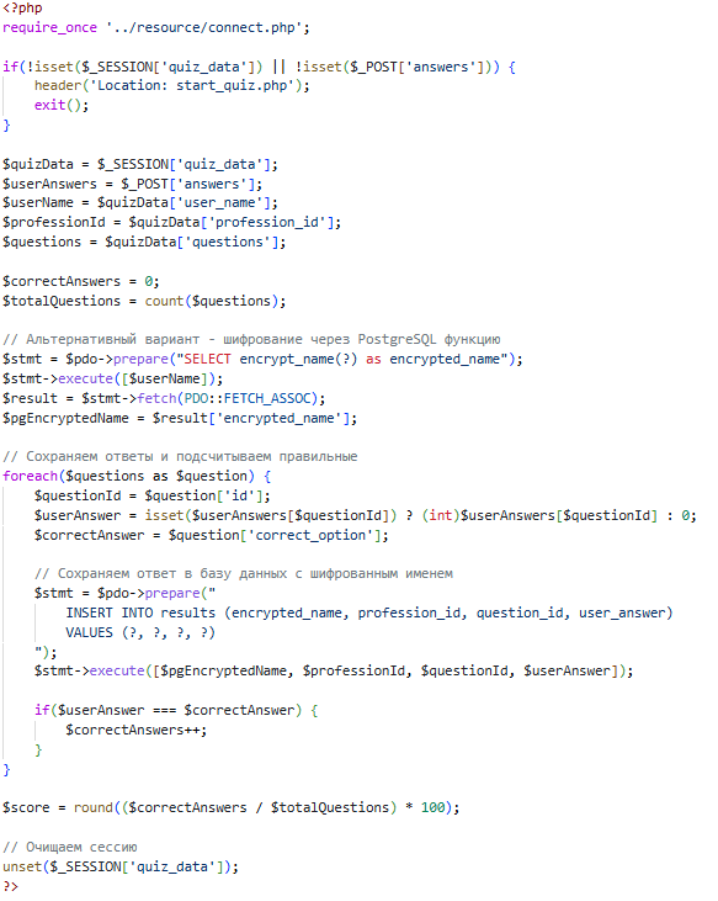 <?php
require_once '../resource/connect.php';

if(!isset($_SESSION['quiz_data']) || !isset($_POST['answers'])) {
    header('Location: start_quiz.php');
    exit();
}

$quizData = $_SESSION['quiz_data'];
$userAnswers = $_POST['answers'];
$userName = $quizData['user_name'];
$professionId = $quizData['profession_id'];
$questions = $quizData['questions'];

$correctAnswers = 0;
$totalQuestions = count($questions);

// Альтернативный вариант - шифрование через PostgreSQL функцию
$stmt = $pdo->prepare("SELECT encrypt_name(?) as encrypted_name");
$stmt->execute([$userName]);
$result = $stmt->fetch(PDO::FETCH_ASSOC);
$pgEncryptedName = $result['encrypted_name'];

// Сохраняем ответы и подсчитываем правильные
foreach($questions as $question) {
    $questionId = $question['id'];
    $userAnswer = isset($userAnswers[$questionId]) ? (int)$userAnswers[$questionId] : 0;
    $correctAnswer = $question['correct_option'];

    // Сохраняем ответ в базу данных с шифрованным именем
    $stmt = $pdo->prepare("
        INSERT INTO results (encrypted_name, profession_id, question_id, user_answer)
        VALUES (?, ?, ?, ?)
    ");
    $stmt->execute([$pgEncryptedName, $professionId, $questionId, $userAnswer]);

    if($userAnswer === $correctAnswer) {
        $correctAnswers++;
    }
}

$score = round(($correctAnswers / $totalQuestions) * 100);

// Очищаем сессию
unset($_SESSION['quiz_data']);
?>